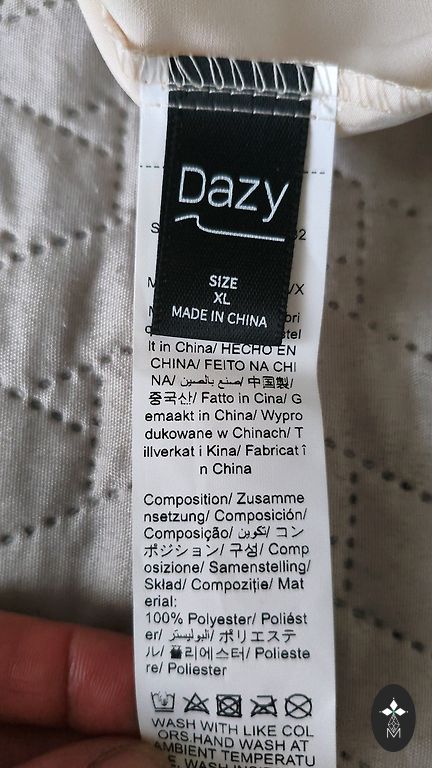 Dazy
SIZE
XL
MADE IN CHINA
lt in China/ HECHO EN
CHINA/ FEITO NA CHI
NA/ صنع بالصين/ 中国製/
중국산/ Fatto in Cina/ G
emaakt in China/ Wypro
dukowane w Chinach/ T
illverkat i Kina/ Fabricat î
n China
Composition/ Zusamme
nsetzung/ Composición/
Composição/ تكوين/ コン
ポジション/ 구성/ Comp
osizione/ Samenstelling/
Skład/ Compoziție/ Mat
erial:
100% Polyester/ Poliést
er/ البوليستر/ ポリエステ
ル/ 폴리에스터/ Polieste
re/ Poliester
WASH WITH LIKE COL
ORS.HAND WASH AT
AMBIENT TEMPERATU